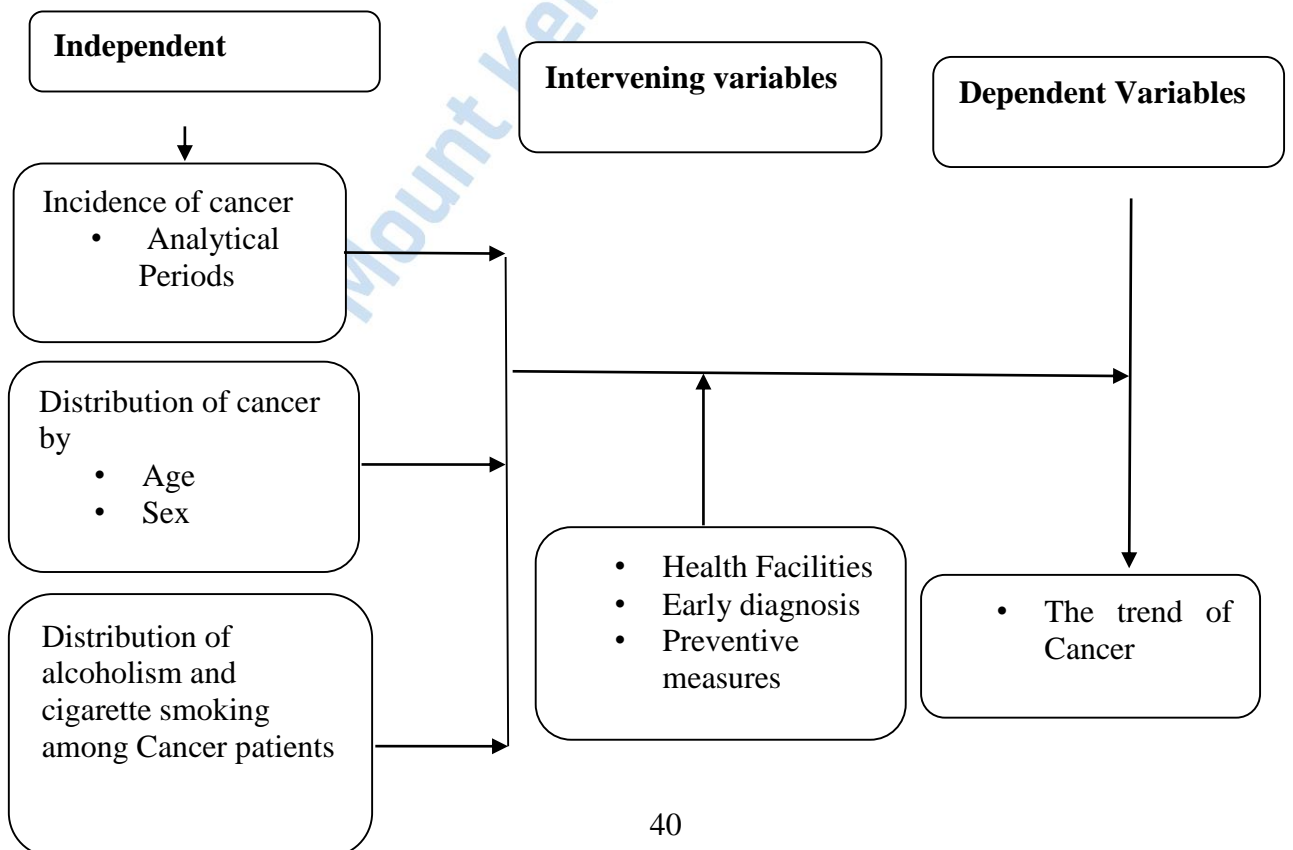 Independent
Intervening variables
Dependent Variables
Incidence of cancer
• Analytical
Periods
Distribution of cancer
by
• Age
• Sex
Distribution of
alcoholism and
cigarette smoking
among Cancer patients
• Health Facilities
• Early diagnosis
• Preventive
measures
• The trend of
Cancer
Mount
40